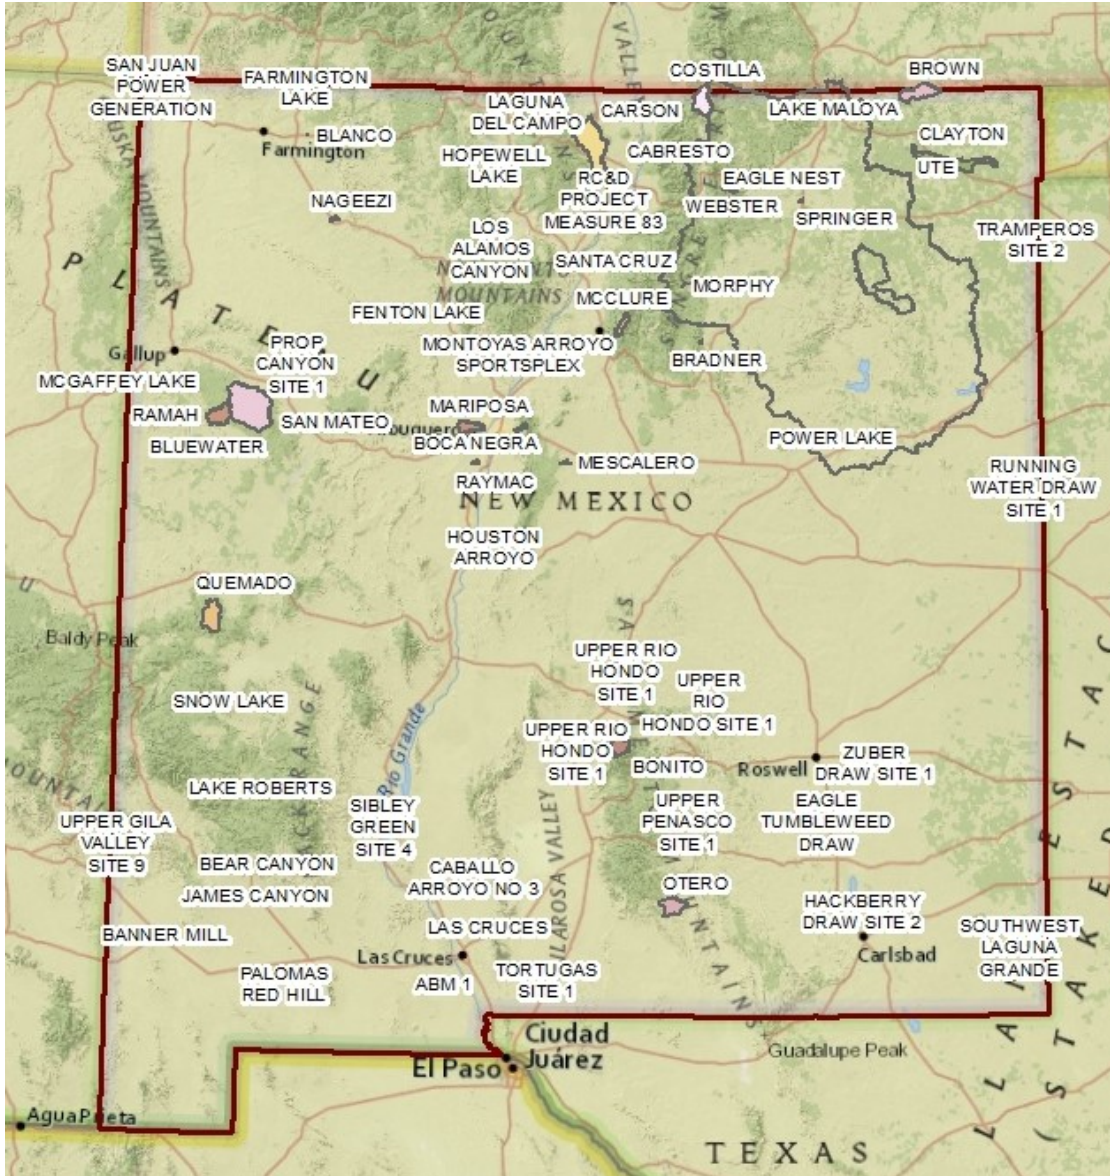 SAN JUAN
POWER
GENERATION
FARMINGTON
LAKE
COSTILLA
BROWN
LAGUNA
DEL CAMPO
CARSON
LAKE MALOYA
BLANCO
Farmington
CLAYTON
HOPEWELL
LAKE
CABRESTO
UTE
RC&D
PROJECT
MEASURE 83
EAGLE NEST
WEBSTER
NAGEEZI
SPRINGER
TRAMPEROS
SITE 2
LOS
ALAMOS
CANYON
SANTA CRUZ
MOUNTAINS
MCCLURE
MORPHY
FENTON LAKE
PLATEAU
Gallup
PROP
CANYON
SITE 1
MONTOYAS ARROYO
SPORTSPLEX
BRADNER
MCGAFFEY LAKE
RAMAH
SAN MATEO
MARIPOSA
BLUEWATER
BOCA NEGRA
POWER LAKE
MESCALERO
RAYMAC
RUNNING
WATER DRAW
SITE 1
NEW MEXICO
HOUSTON
ARROYO
QUEMADO
Baldy Peak
UPPER RIO
HONDO
SITE 1
UPPER
RIO
HONDO SITE 1
SNOW LAKE
Rio Grande
UPPER RIO
HONDO
SITE 1
BONITO
Roswell
ZUBER
DRAW SITE 1
LAKE ROBERTS
SIBLEY
GREEN
SITE 4
UPPER
PENASCO
SITE 1
EAGLE
TUMBLEWEED
DRAW
UPPER GILA
VALLEY
SITE 9
BEAR CANYON
CABALLO
ARROYO NO 3
JAMES CANYON
OTERO
HACKBERRY
DRAW SITE 2
BANNER MILL
LAS CRUCES
SOUTHWEST
LAGUNA
GRANDE
Las Cruces
Carlsbad
PALOMAS
RED HILL
ABM 1
TORTUGAS
SITE 1
Ciudad
Juárez
El Paso
Guadalupe Peak
Agua Prieta
TEXAS